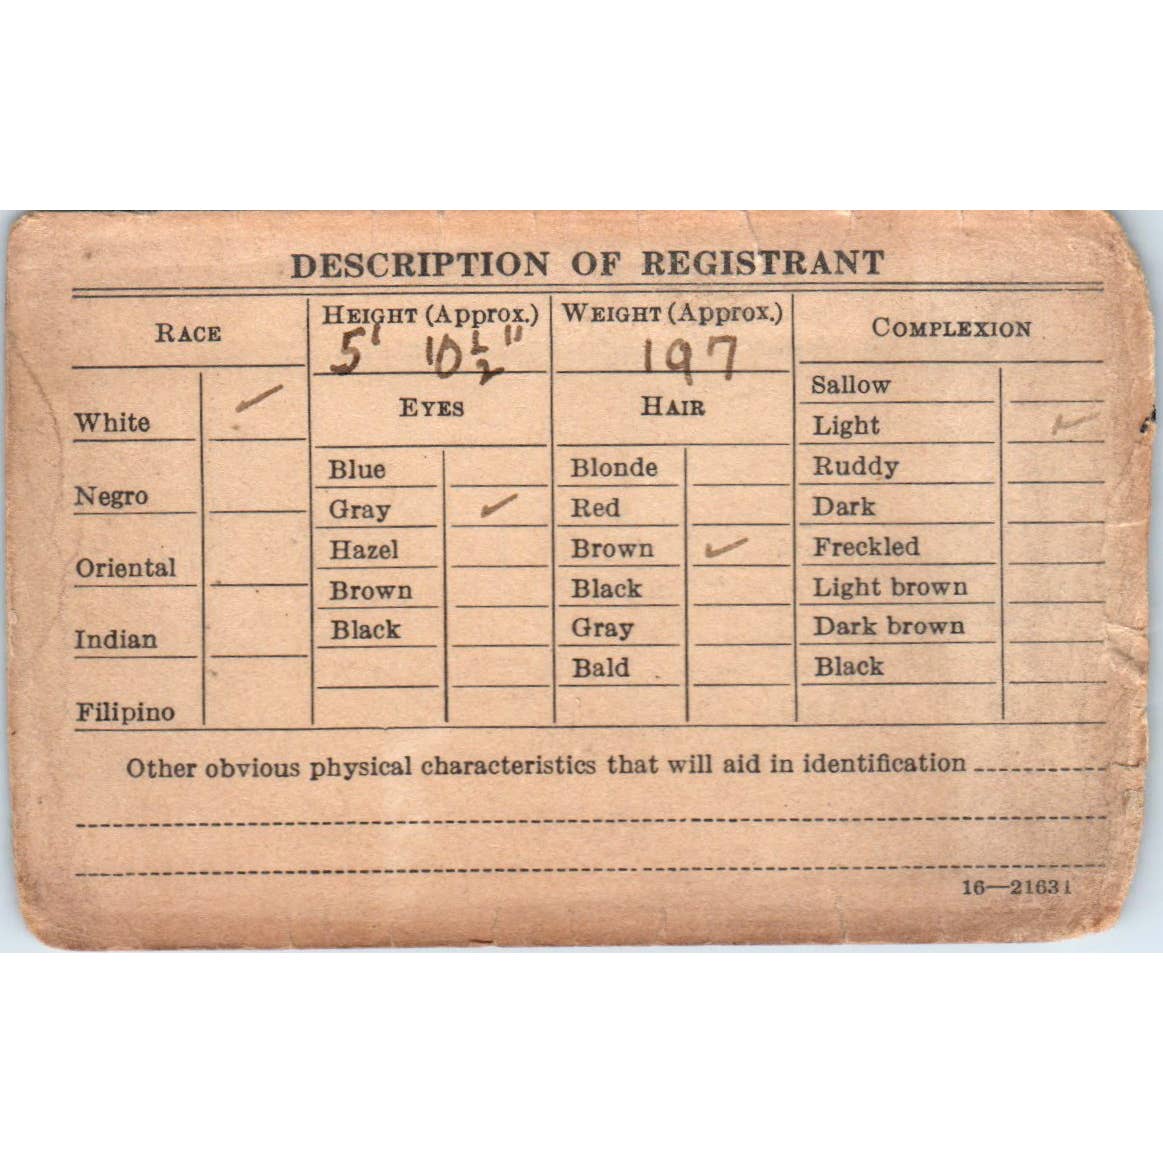 DESCRIPTION OF REGISTRANT
RACE
White ✓
Negro
Oriental
Indian
Filipino
HEIGHT (Approx.)
5' 10 1/2"
EYES
Blue
Gray ✓
Hazel
Brown
Black
WEIGHT (Approx.)
197
HAIR
Blonde
Red
Brown ✓
Black
Gray
Bald
COMPLEXION
Sallow
Light ✓
Ruddy
Dark
Freckled
Light brown
Dark brown
Black
Other obvious physical characteristics that will aid in identification
16—21631